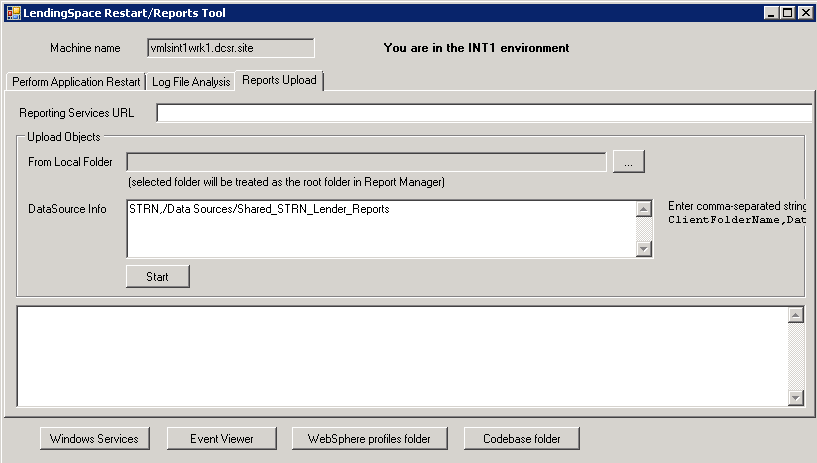 LendingSpace Restart/Reports Tool
Machine name vmlsint1wrk1.dcsr.site You are in the INT1 environment
Perform Application Restart Log File Analysis Reports Upload
Reporting Services URL
Upload Objects
From Local Folder ...
(selected folder will be treated as the root folder in Report Manager)
DataSource Info STRN,/Data Sources/Shared_STRN_Lender_Reports Enter comma-separated string
ClientFolderName,Dat
Start
Windows Services Event Viewer WebSphere profiles folder Codebase folder